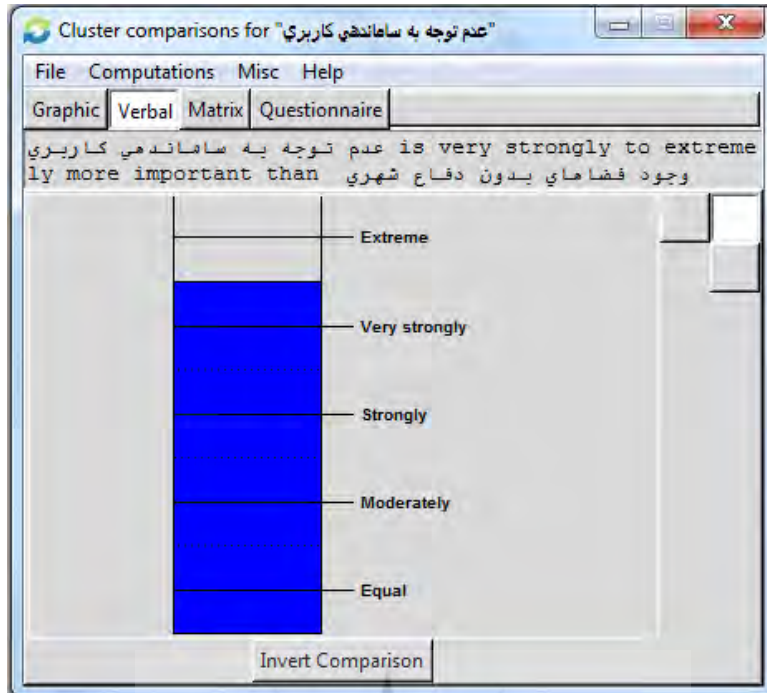 Cluster comparisons for "عدم توجه به ساماندهي كاربري"
File Computations Misc Help
Graphic Verbal Matrix Questionnaire
عدم توجه به ساماندهي كاربري is very strongly to extreme
ly more important than وجود فضاهاي بدون دفاع شهري
Extreme
Very strongly
Strongly
Moderately
Equal
Invert Comparison